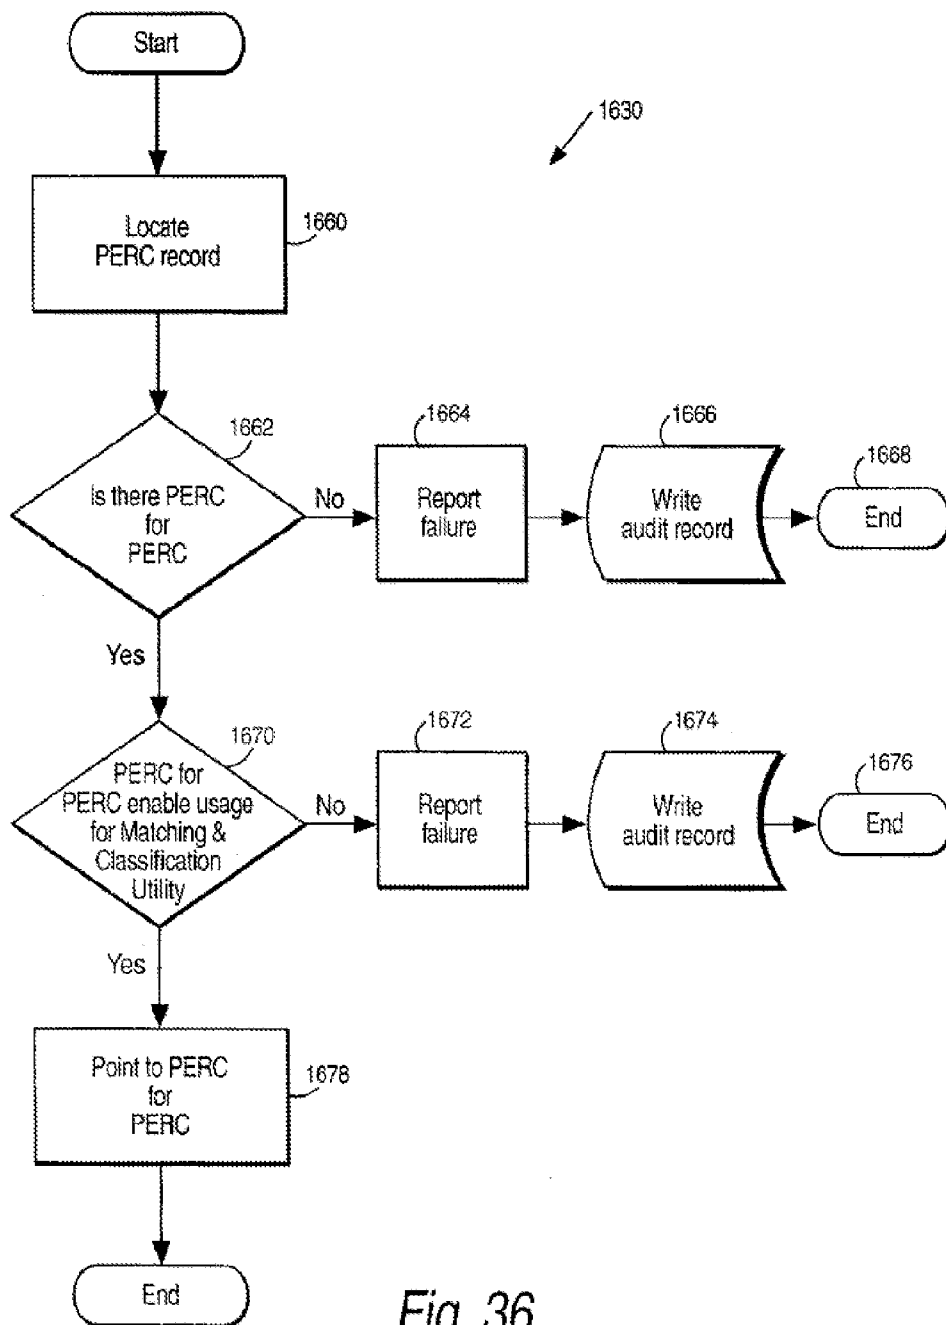 Start
1630
Locate
PERC record
1660
Is there PERC
for
PERC
1662
No
1664
Report
failure
1666
Write
audit record
1668
End
Yes
PERC for
PERC enable usage
for Matching &
Classification
Utility
1670
No
1672
Report
failure
1674
Write
audit record
1676
End
Yes
Point to PERC
for
PERC
1678
End
Fig. 36